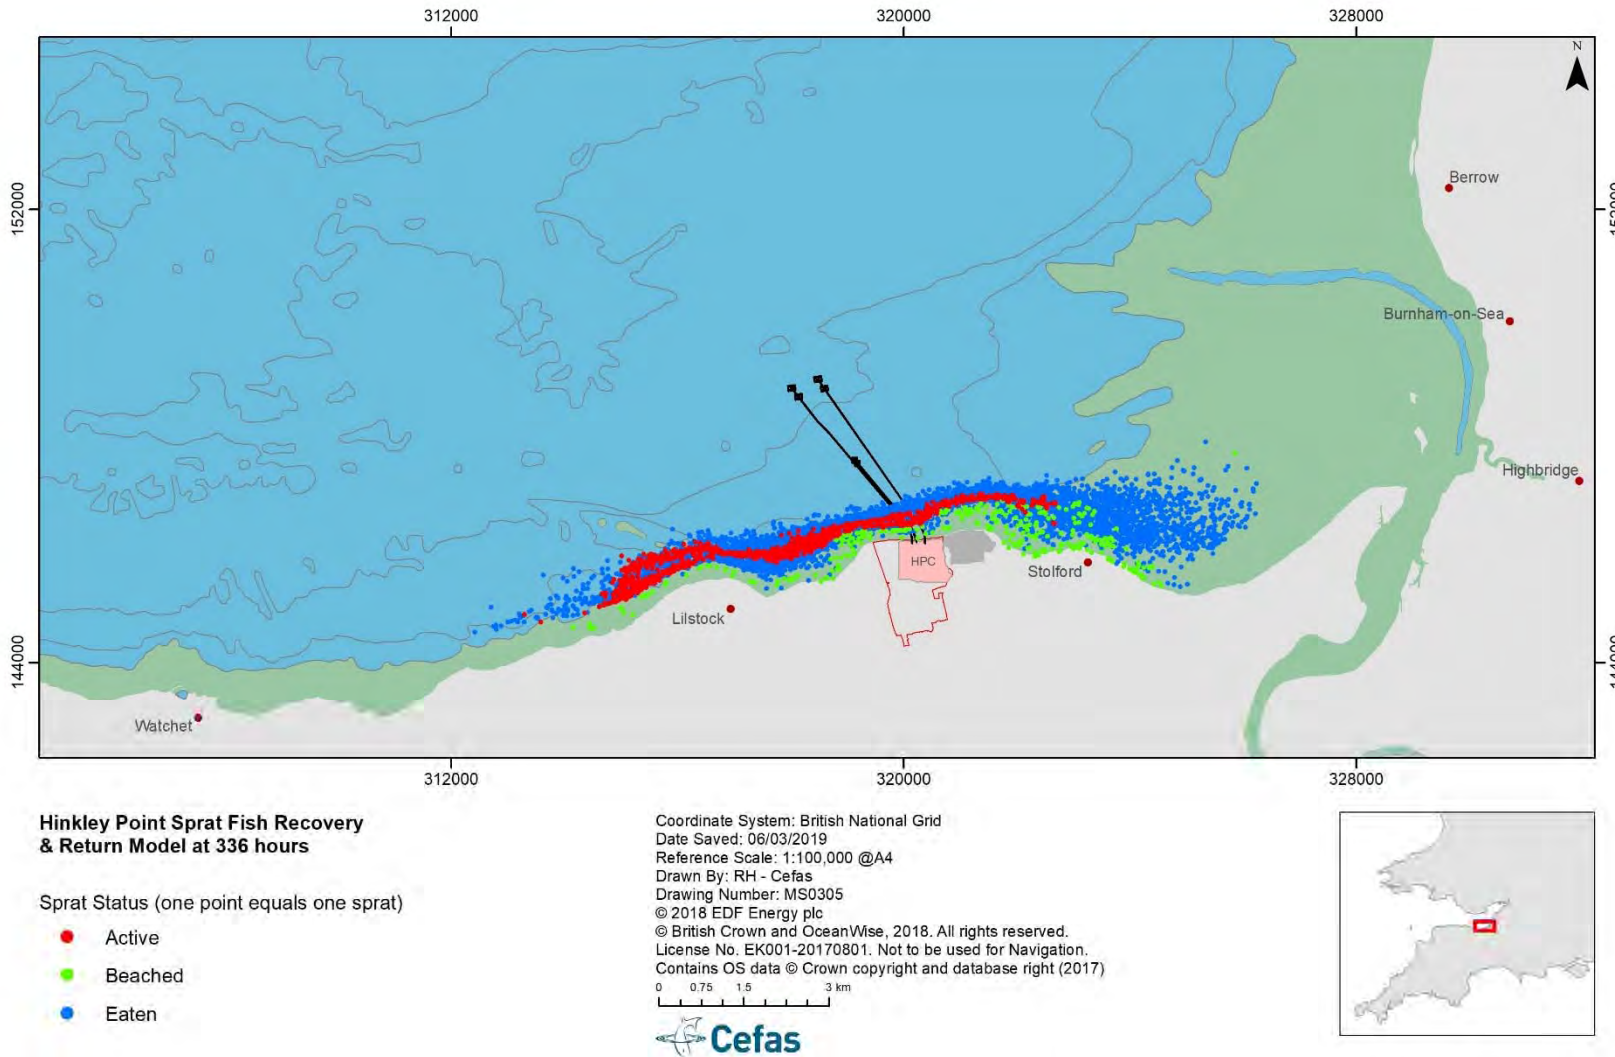 312000
320000
328000
N
Berrow
152000
152000
Burnham-on-Sea
Highbridge
HPC
Stolford
Lilstock
144000
144000
Watchet
312000
320000
328000
Hinkley Point Sprat Fish Recovery
& Return Model at 336 hours
Sprat Status (one point equals one sprat)
Active
Beached
Eaten
Coordinate System: British National Grid
Date Saved: 06/03/2019
Reference Scale: 1:100,000 @A4
Drawn By: RH - Cefas
Drawing Number: MS0305
© 2018 EDF Energy plc
© British Crown and OceanWise, 2018. All rights reserved.
License No. EK001-20170801. Not to be used for Navigation.
Contains OS data © Crown copyright and database right (2017)
0 0.75 1.5 3 km
Cefas